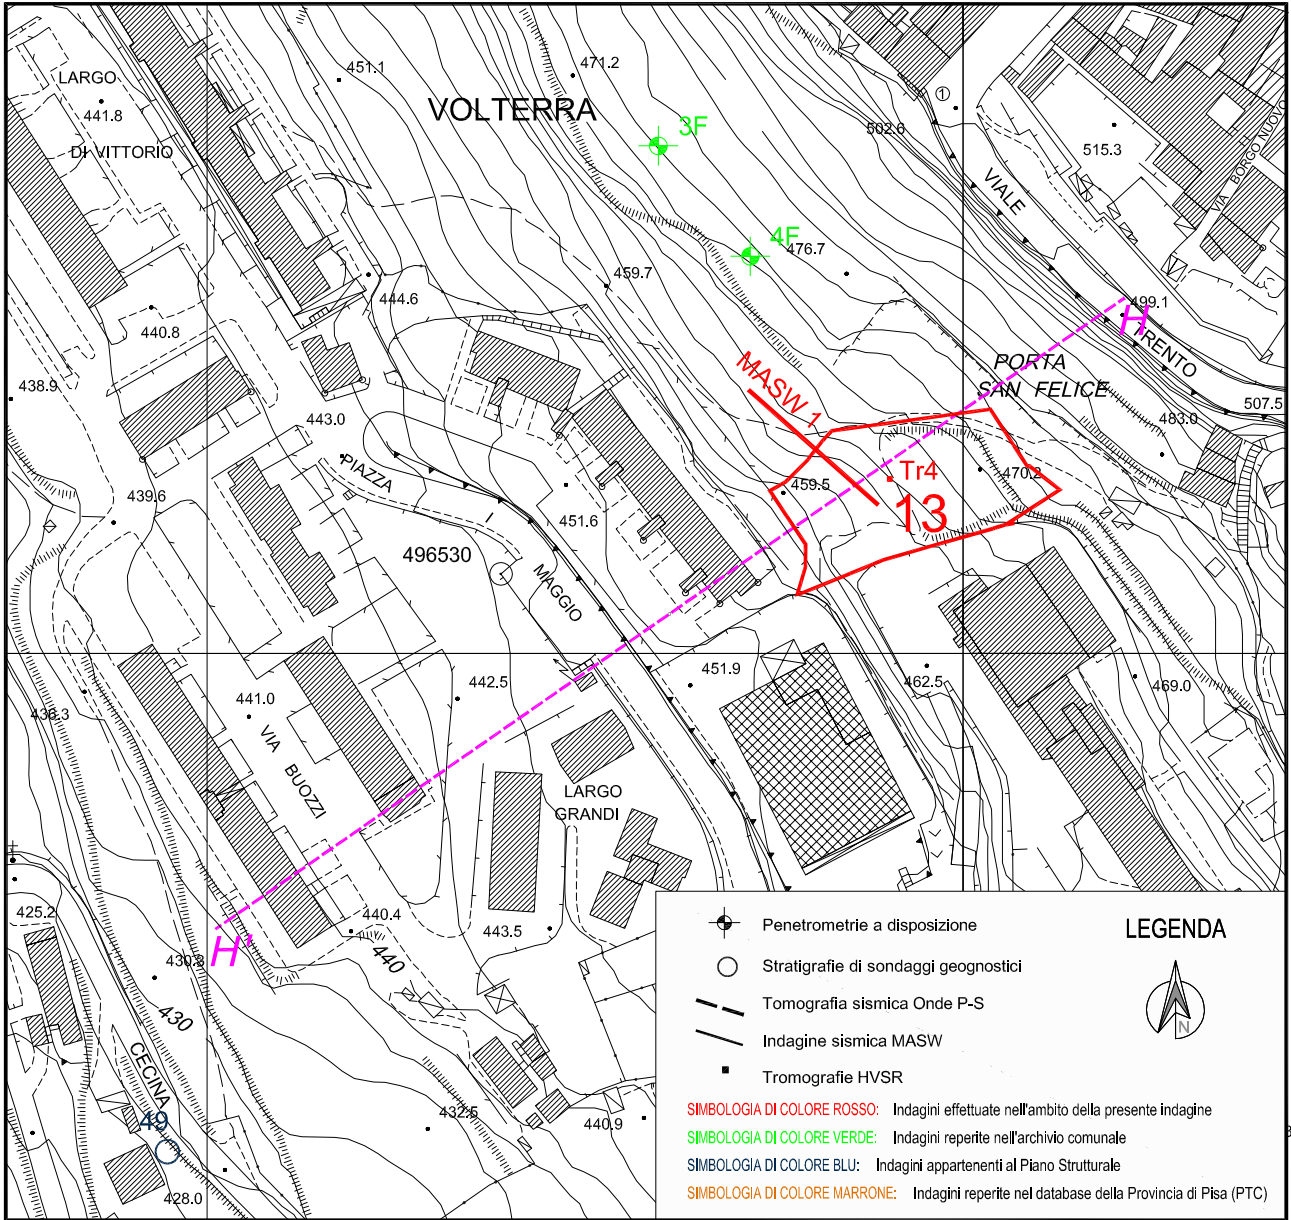 LARGO
441.8
DI VITTORIO
451.1
471.2
VOLTERRA
3F
4F
502.6
1
515.3
VIA BORGO NUOVO
VIALE
TRENTO
476.7
459.7
444.6
499.1
H
440.8
438.9
443.0
PORTA
SAN FELICE
507.5
483.0
MASW 1
Tr4
13
459.5
470.2
PIAZZA
I
MAGGIO
439.6
451.6
496530
442.5
451.9
462.5
469.0
441.0
436.3
VIA BUOZZI
LARGO
GRANDI
425.2
440.4
443.5
440
H'
430.3
430
CECINA
49
432.5
440.9
428.0
LEGENDA
Penetrometrie a disposizione
Stratigrafie di sondaggi geognostici
Tomografia sismica Onde P-S
Indagine sismica MASW
Tromografie HVSR
N
SIMBOLOGIA DI COLORE ROSSO: Indagini effettuate nell'ambito della presente indagine
SIMBOLOGIA DI COLORE VERDE: Indagini reperite nell'archivio comunale
SIMBOLOGIA DI COLORE BLU: Indagini appartenenti al Piano Strutturale
SIMBOLOGIA DI COLORE MARRONE: Indagini reperite nel database della Provincia di Pisa (PTC)